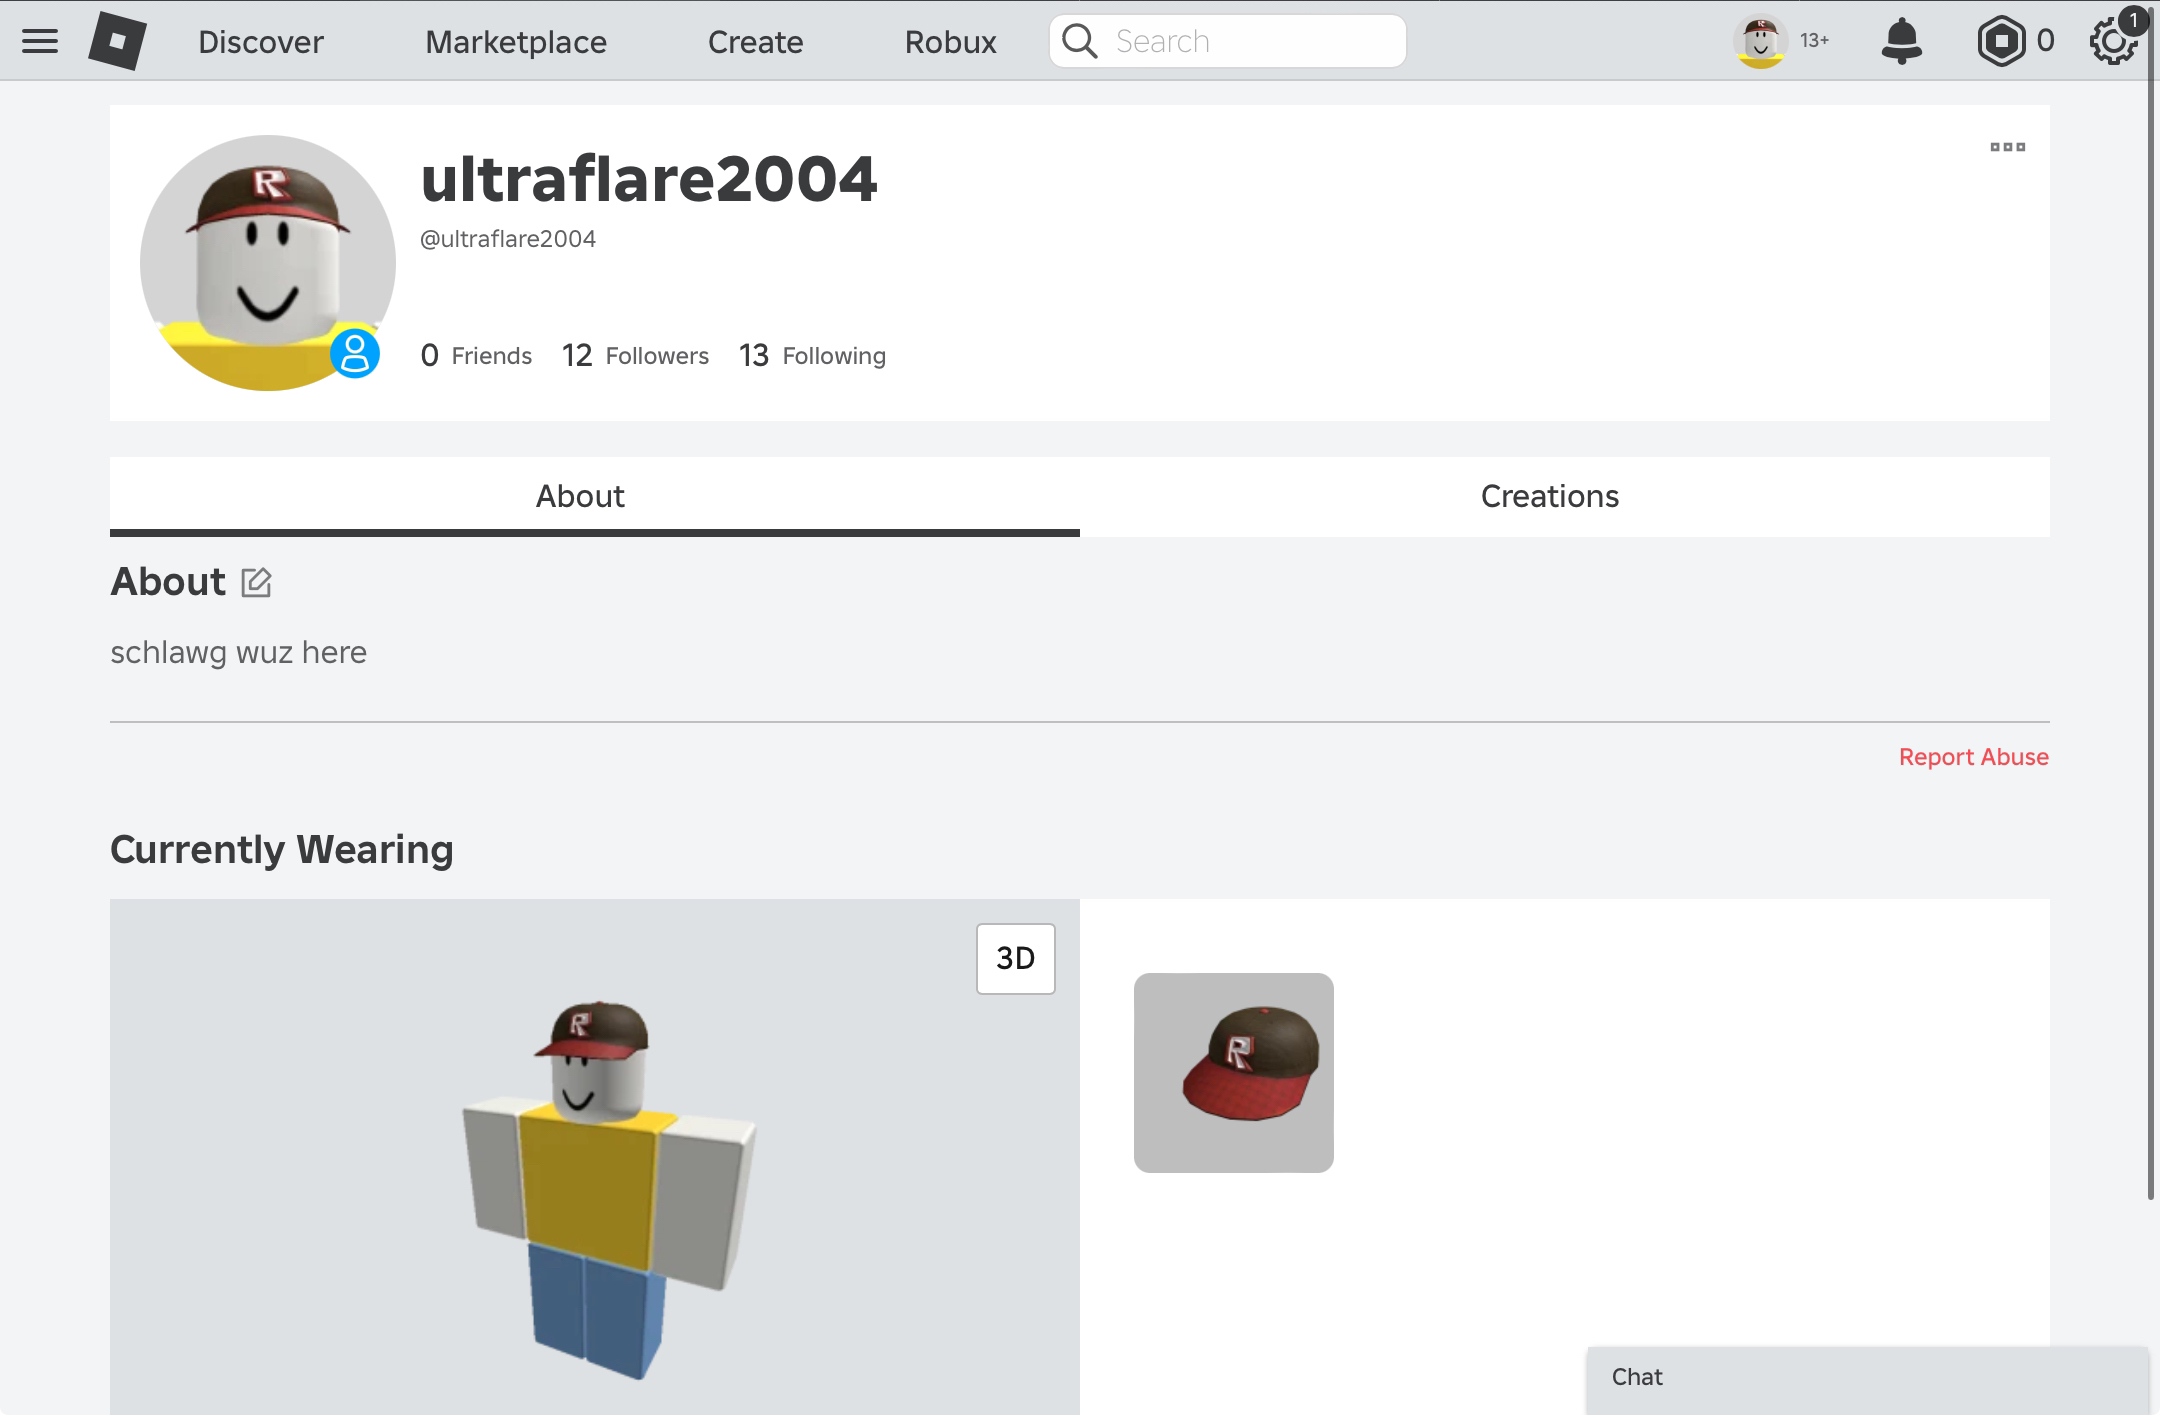 Discover Marketplace Create Robux Search 13+ 0 1
ultraflare2004
@ultraflare2004
0 Friends 12 Followers 13 Following
About Creations
About
schlawg wuz here
Report Abuse
Currently Wearing
3D
R
R
R
Chat